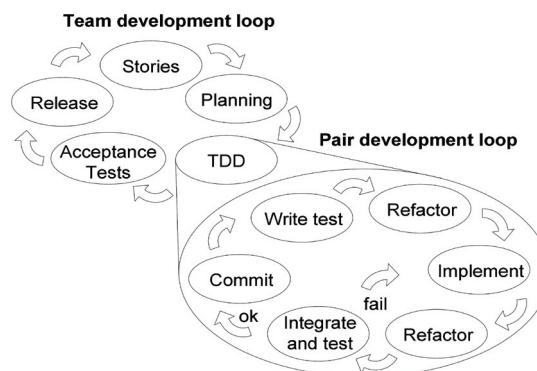 Team development loop
Stories
Release
Planning
Pair development loop
Acceptance
Tests
TDD
Write test
Refactor
Commit
Implement
fail
ok
Integrate
and test
Refactor